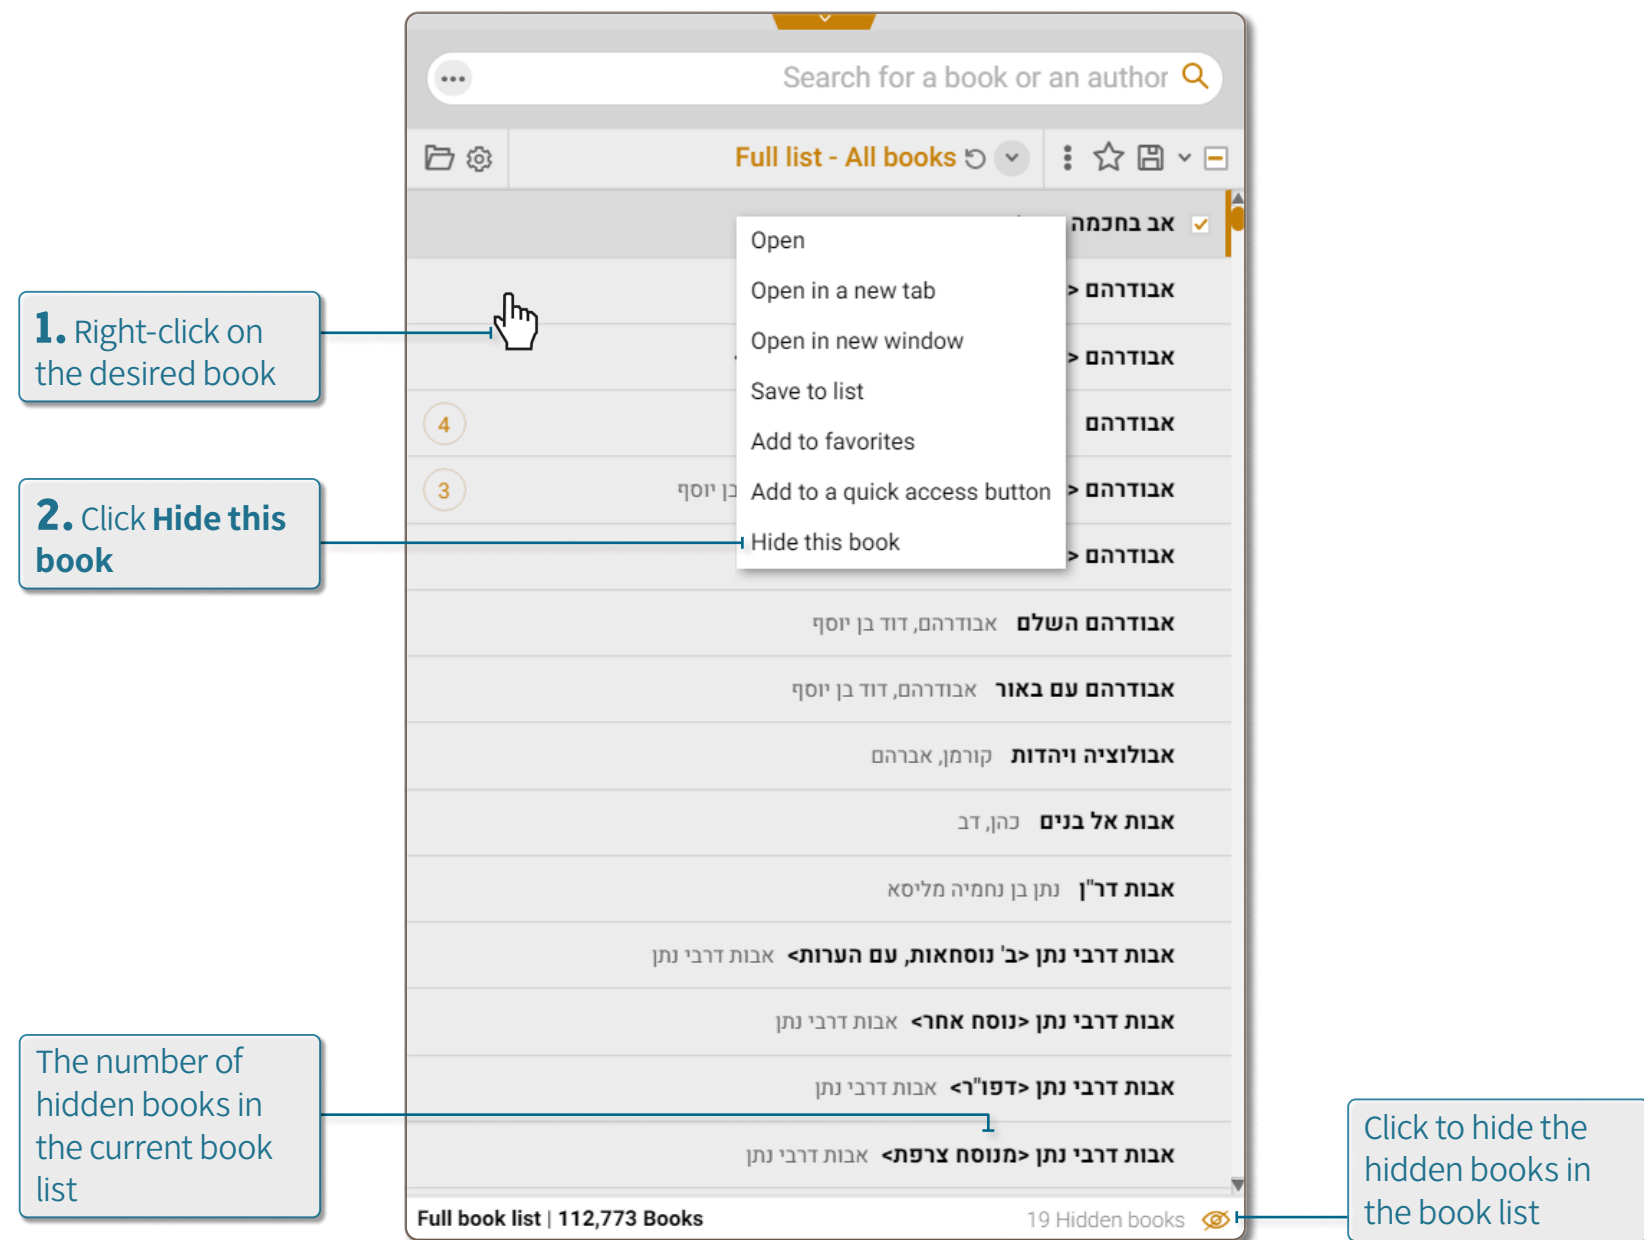 Search for a book or an author
Full list - All books
אב בחכמה
Open
אבודרהם <
Open in a new tab
1. Right-click on
the desired book
Open in new window
אבודרהם <
Save to list
אבודרהם
4
Add to favorites
אבודרהם <
בן יוסף
3
Add to a quick access button
2. Click Hide this
book
Hide this book
אבודרהם <
אבודרהם השלם אבודרהם, דוד בן יוסף
אבודרהם עם באור אבודרהם, דוד בן יוסף
אבולוציה ויהדות קורמן, אברהם
אבות אל בנים כהן, דב
אבות דר"ן נתן בן נחמיה מליסא
אבות דרבי נתן <ב' נוסחאות, עם הערות> אבות דרבי נתן
אבות דרבי נתן <נוסח אחר> אבות דרבי נתן
אבות דרבי נתן <דפו"ר> אבות דרבי נתן
אבות דרבי נתן <מנוסח צרפת> אבות דרבי נתן
The number of
hidden books in
the current book
list
Full book list | 112,773 Books
19 Hidden books
Click to hide the
hidden books in
the book list